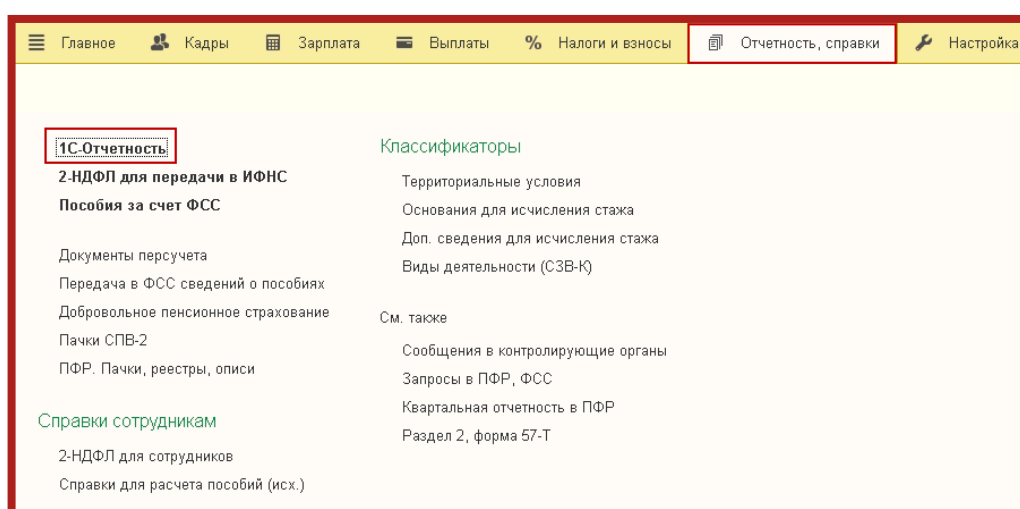 Главное Кадры Зарплата Выплаты % Налоги и взносы Отчетность, справки Настройка
1С-Отчетность
2-НДФЛ для передачи в ИФНС
Пособия за счет ФСС
Документы персучета
Передача в ФСС сведений о пособиях
Добровольное пенсионное страхование
Пачки СПВ-2
ПФР. Пачки, реестры, описи
Справки сотрудникам
2-НДФЛ для сотрудников
Справки для расчета пособий (исх.)
Классификаторы
Территориальные условия
Основания для исчисления стажа
Доп. сведения для исчисления стажа
Виды деятельности (СЗВ-К)
См. также
Сообщения в контролирующие органы
Запросы в ПФР, ФСС
Квартальная отчетность в ПФР
Раздел 2, форма 57-Т